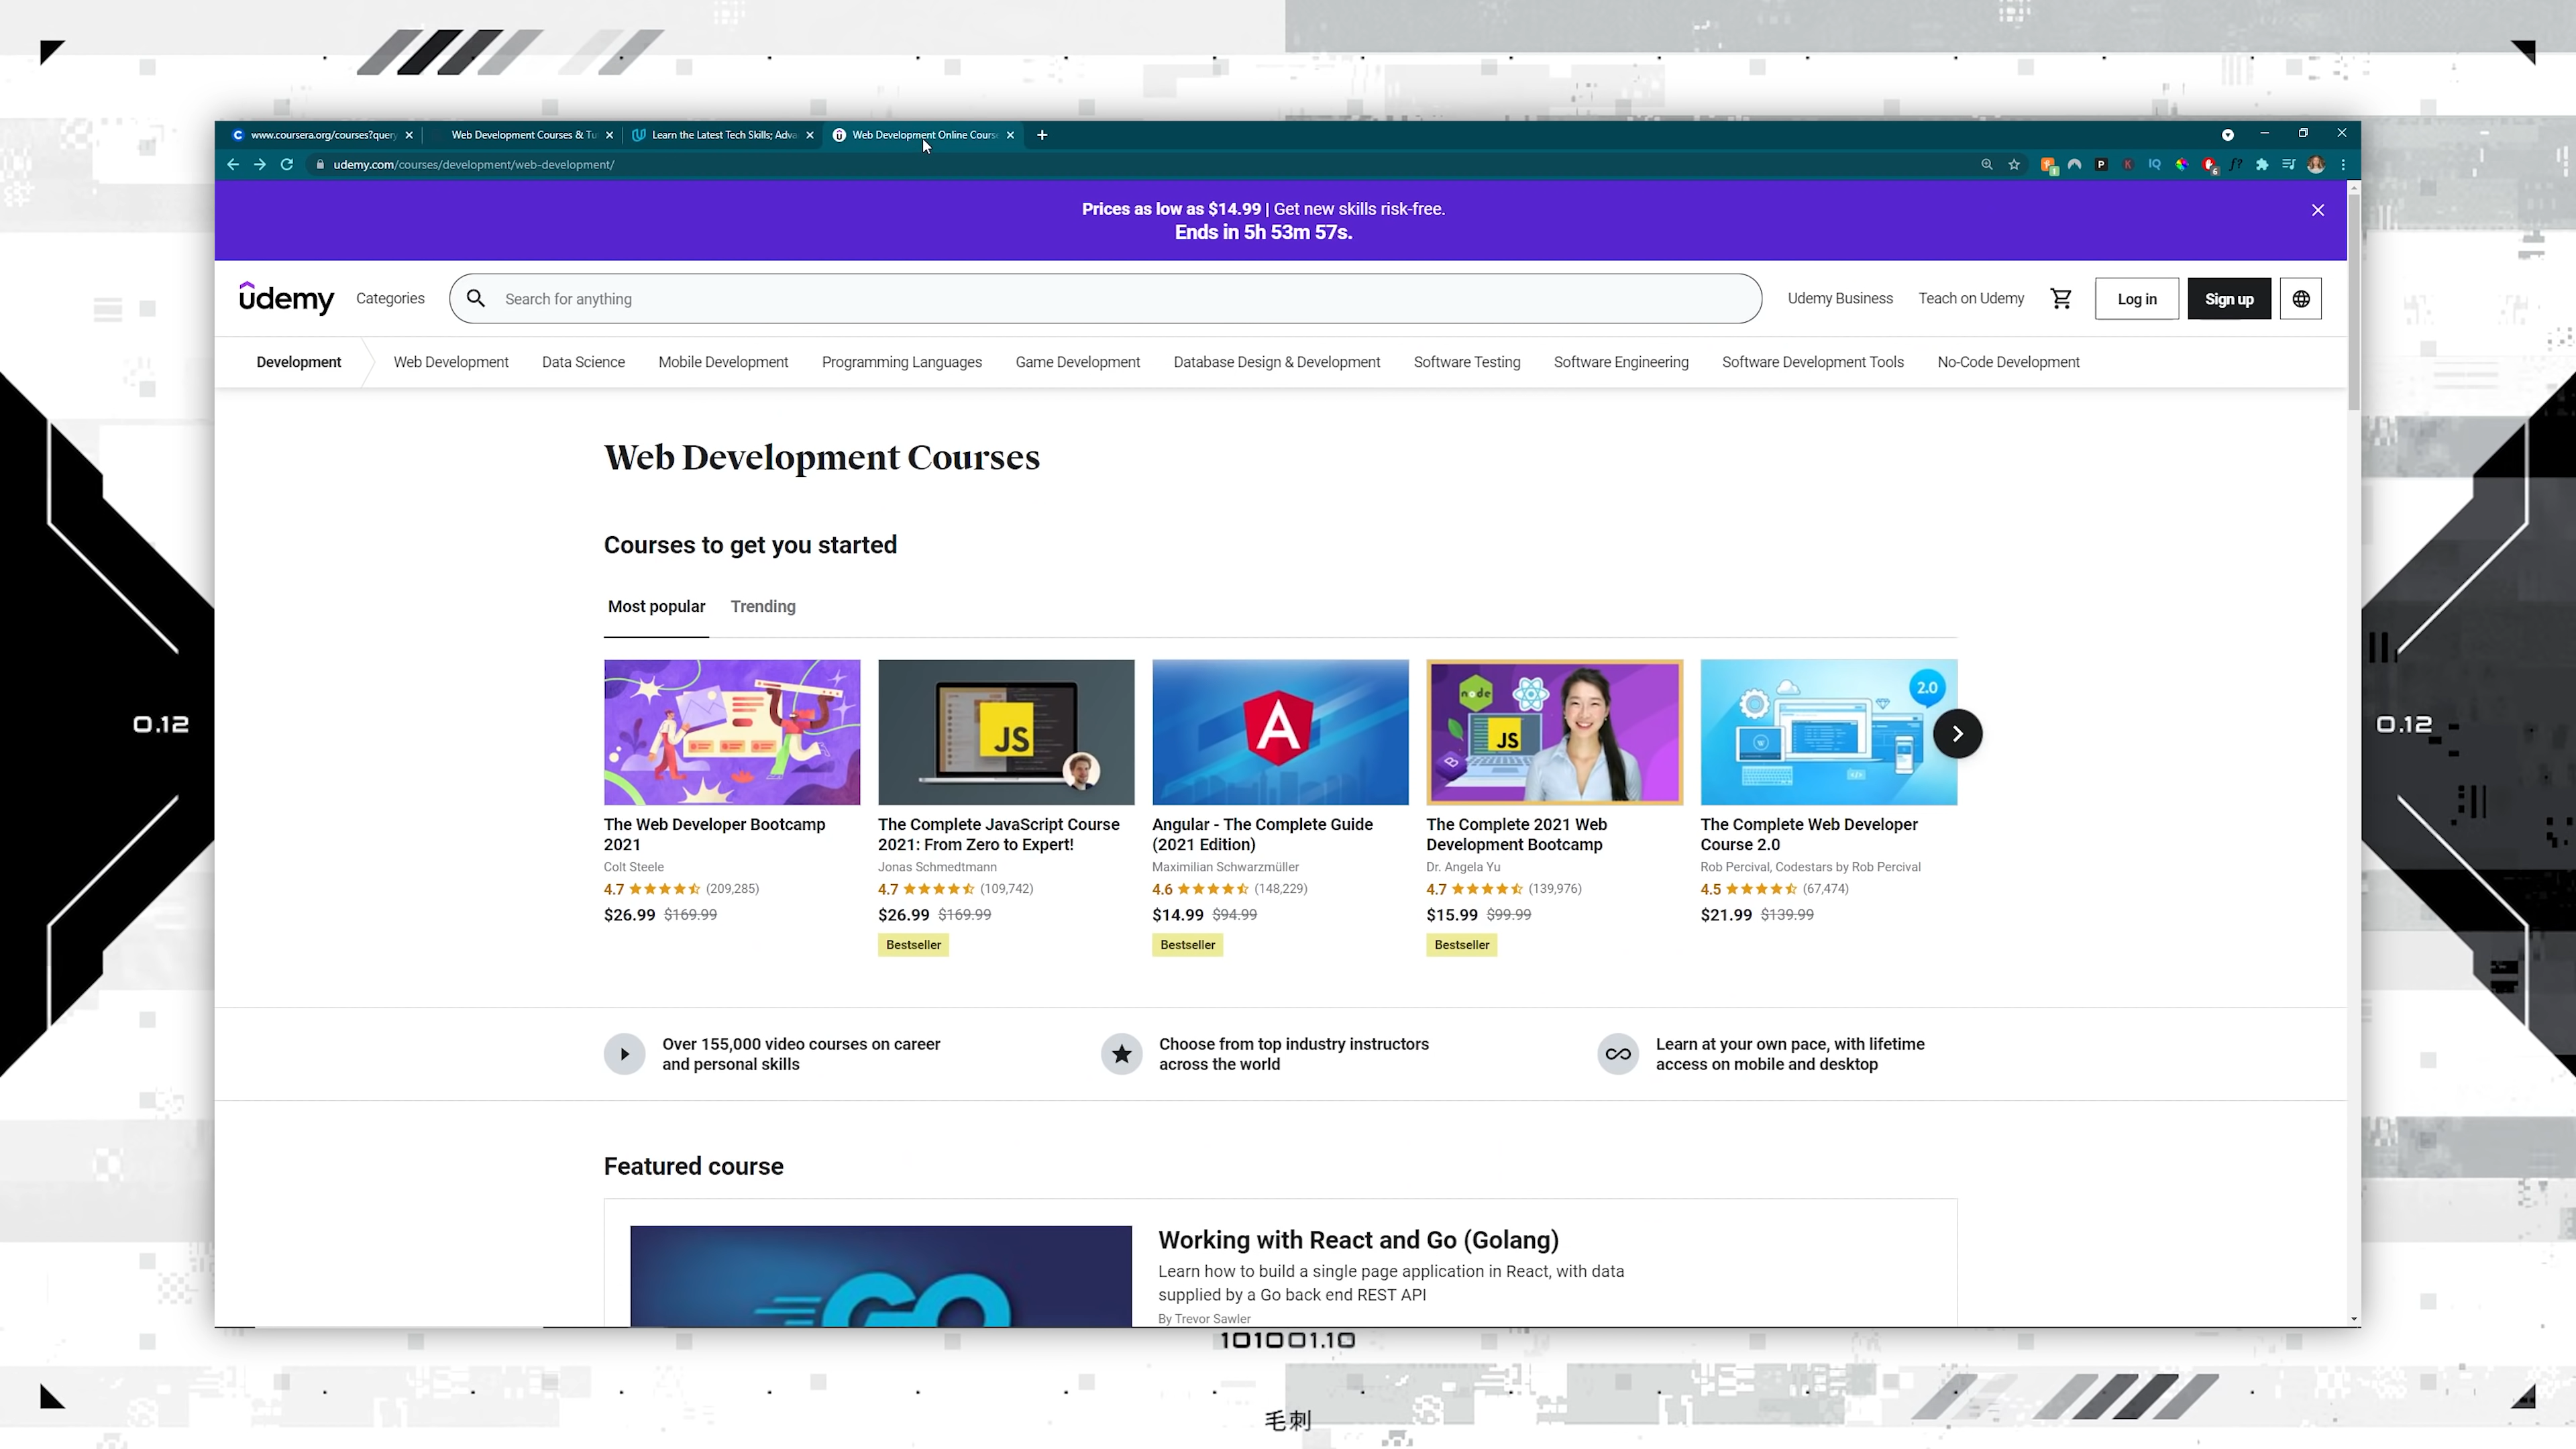 www.coursera.org/courses?query
Web Development Courses & Tu
Learn the Latest Tech Skills; Adva
Web Development Online Cours
udemy.com/courses/development/web-development/
Prices as low as $14.99 | Get new skills risk-free.
Ends in 5h 53m 57s.
udemy
Categories
Search for anything
Udemy Business
Teach on Udemy
Log in
Sign up
Development
Web Development
Data Science
Mobile Development
Programming Languages
Game Development
Database Design & Development
Software Testing
Software Engineering
Software Development Tools
No-Code Development
Web Development Courses
Courses to get you started
Most popular
Trending
JS
node
JS
2.0
The Web Developer Bootcamp
2021
Colt Steele
4.7 (209,285)
$26.99 $169.99
The Complete JavaScript Course
2021: From Zero to Expert!
Jonas Schmedtmann
4.7 (109,742)
$26.99 $169.99
Bestseller
Angular - The Complete Guide
(2021 Edition)
Maximilian Schwarzmüller
4.6 (148,229)
$14.99 $94.99
Bestseller
The Complete 2021 Web
Development Bootcamp
Dr. Angela Yu
4.7 (139,976)
$15.99 $99.99
Bestseller
The Complete Web Developer
Course 2.0
Rob Percival, Codestars by Rob Percival
4.5 (67,474)
$21.99 $139.99
0.12
0.12
Over 155,000 video courses on career
and personal skills
Choose from top industry instructors
across the world
Learn at your own pace, with lifetime
access on mobile and desktop
Featured course
GO
Working with React and Go (Golang)
Learn how to build a single page application in React, with data
supplied by a Go back end REST API
By Trevor Sawler
101001.10
毛刺